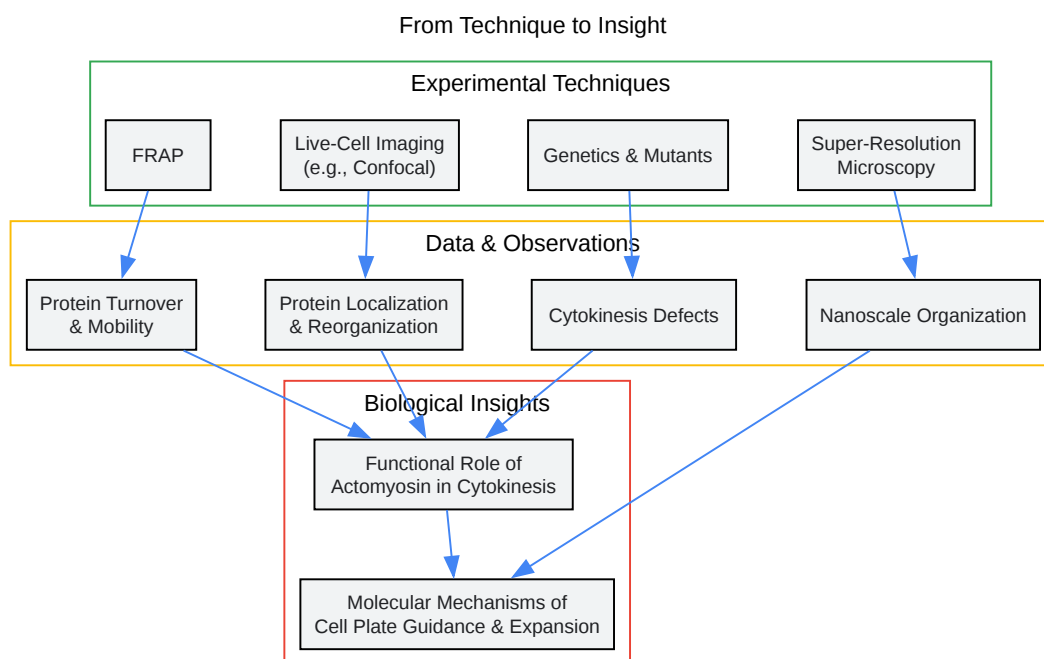 From Technique to Insight
Experimental Techniques
FRAP
Live-Cell Imaging
(e.g., Confocal)
Genetics & Mutants
Super-Resolution
Microscopy
Data & Observations
Protein Turnover
& Mobility
Protein Localization
& Reorganization
Cytokinesis Defects
Nanoscale Organization
Biological Insights
Functional Role of
Actomyosin in Cytokinesis
Molecular Mechanisms of
Cell Plate Guidance & Expansion